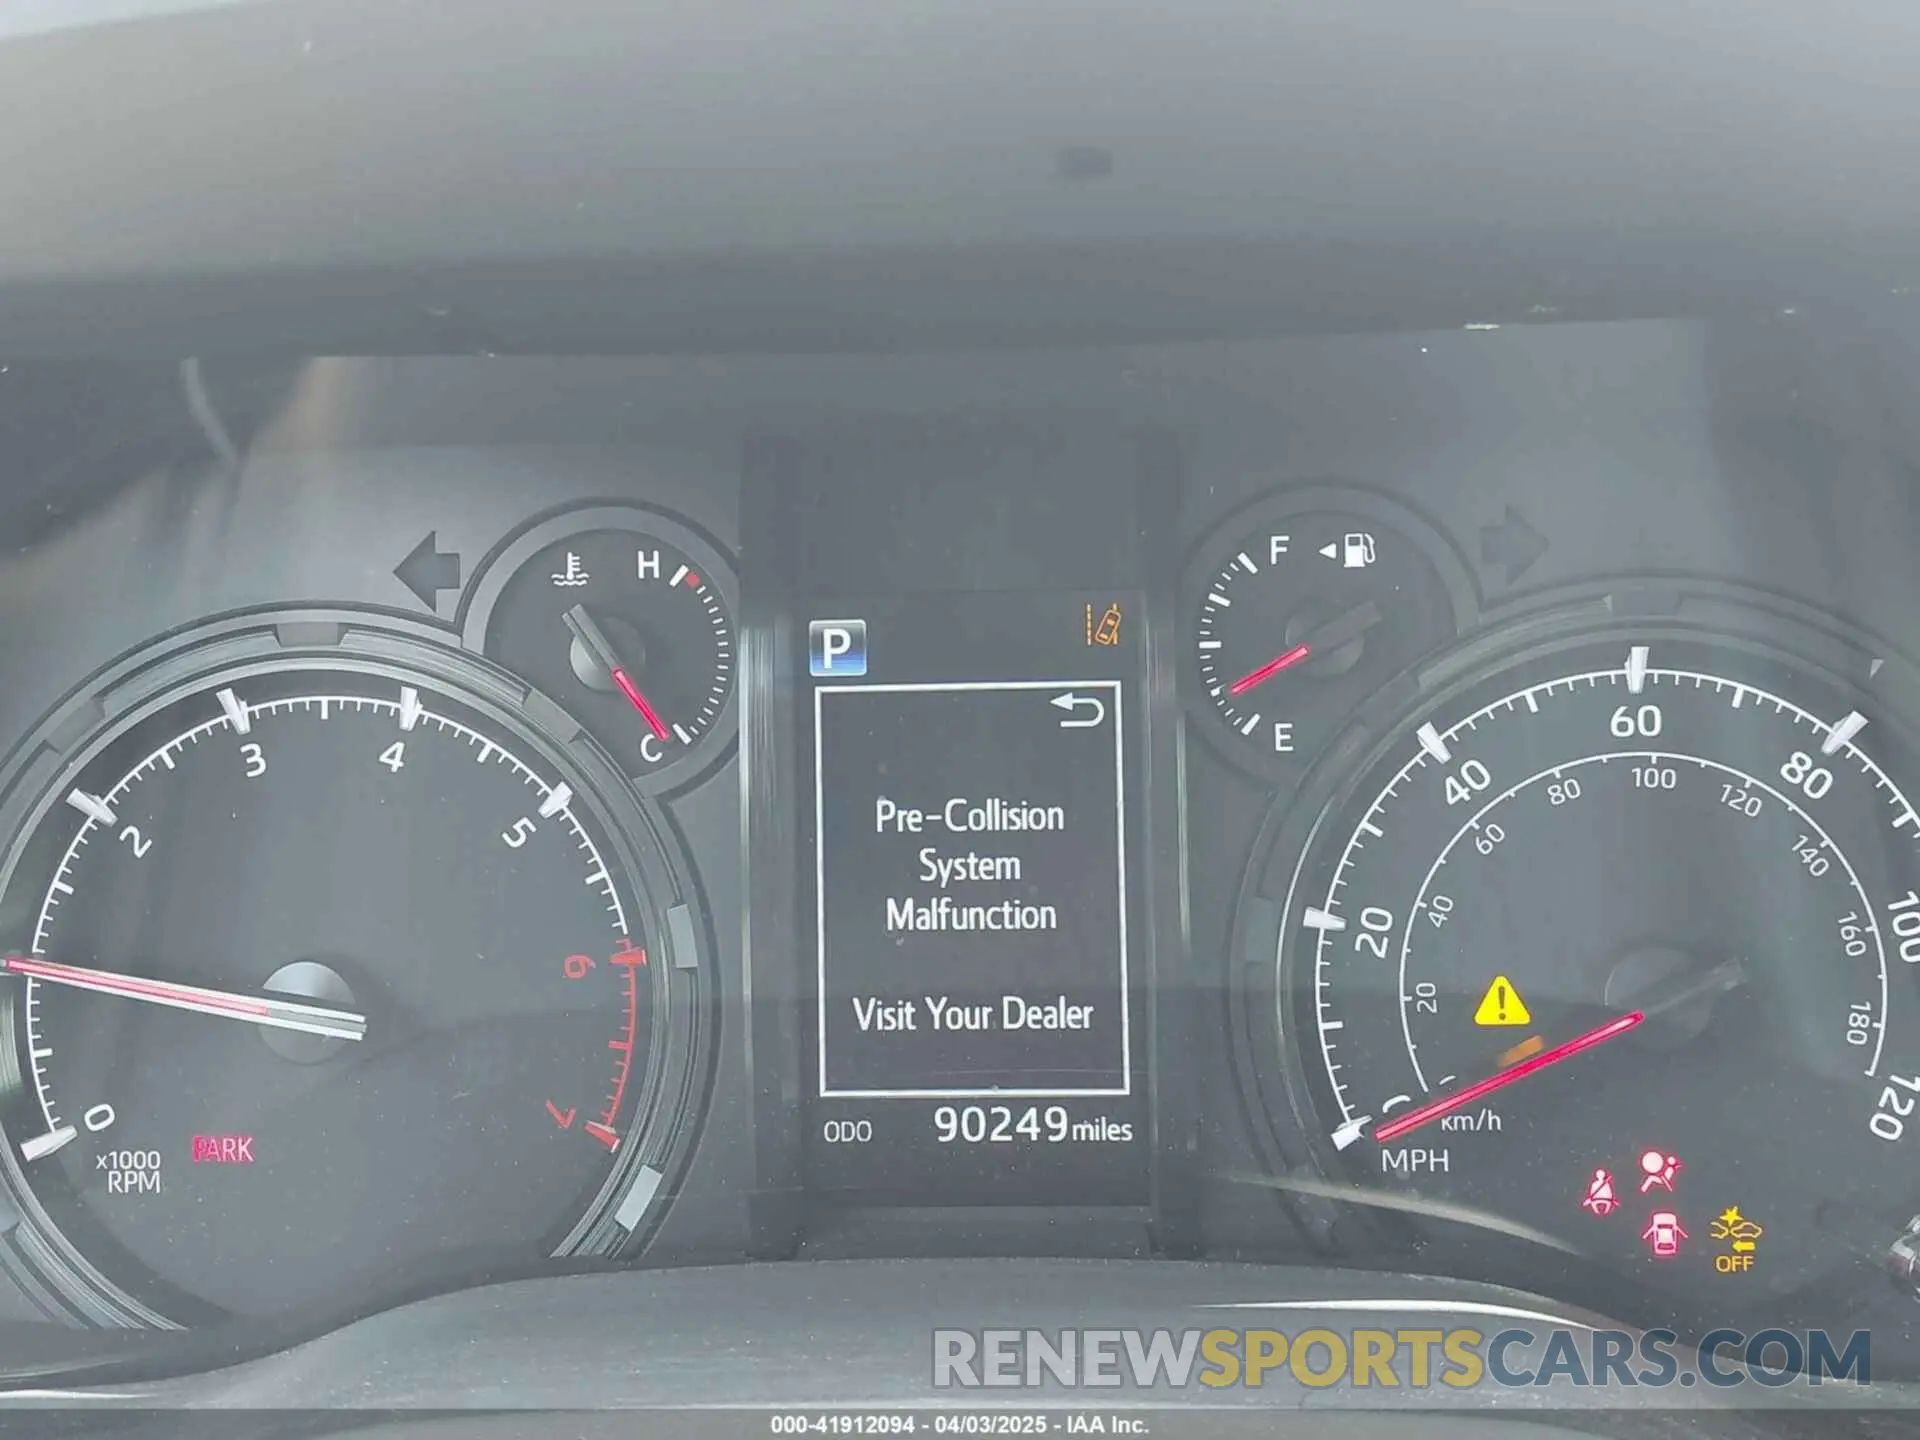 H
C
F
E
P
Pre-Collision
System
Malfunction
Visit Your Dealer
ODO 90249 miles
0
2
3
4
5
6
7
x1000
RPM
PARK
20
40
60
80
100
120
20
40
60
80
100
120
140
160
180
km/h
MPH
OFF
RENEWSPORTSCARS.COM
000-41912094 - 04/03/2025 - IAA Inc.